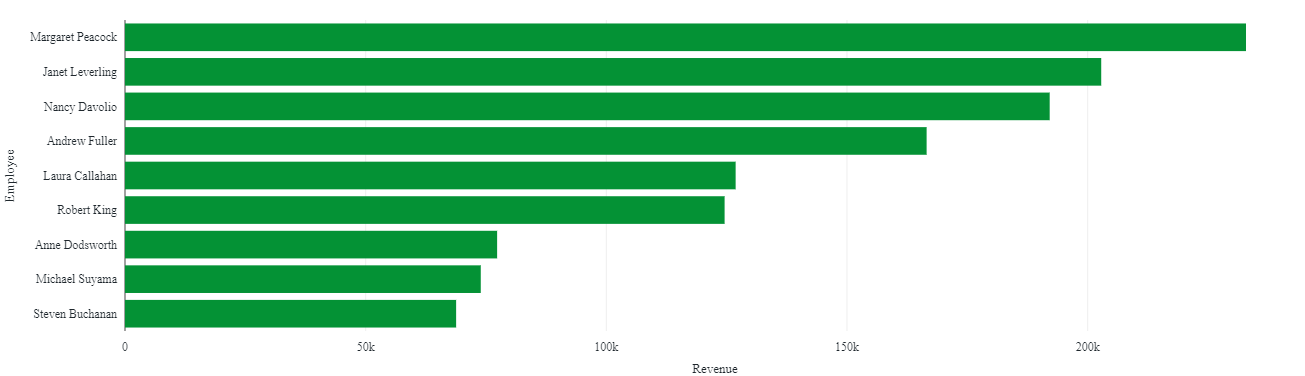 Employee
Margaret Peacock
Janet Leverling
Nancy Davolio
Andrew Fuller
Laura Callahan
Robert King
Anne Dodsworth
Michael Suyama
Steven Buchanan
0 50k 100k 150k 200k
Revenue